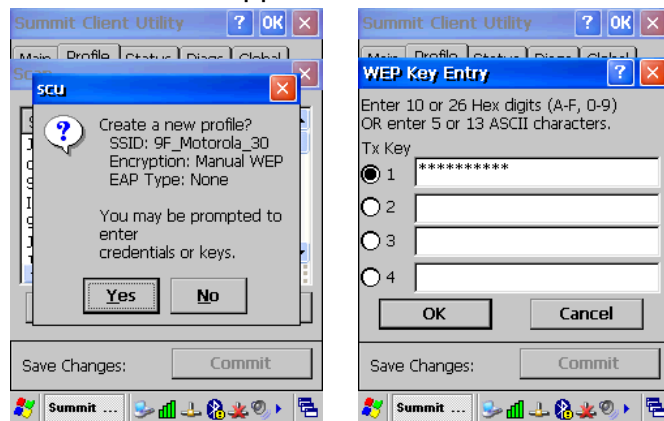 Summit Client Utility ? OK X
Main Profile Status Diags Global
scu
Create a new profile?
SSID: 9F_Motorola_30
Encryption: Manual WEP
EAP Type: None
You may be prompted to
enter
credentials or keys.
Yes No
Save Changes: Commit
Summit ...
Summit Client Utility ? OK X
Main Profile Status Diags Global
WEP Key Entry ? X
Enter 10 or 26 Hex digits (A-F, 0-9)
OR enter 5 or 13 ASCII characters.
Tx Key
1 **********
2
3
4
OK Cancel
Save Changes: Commit
Summit ...